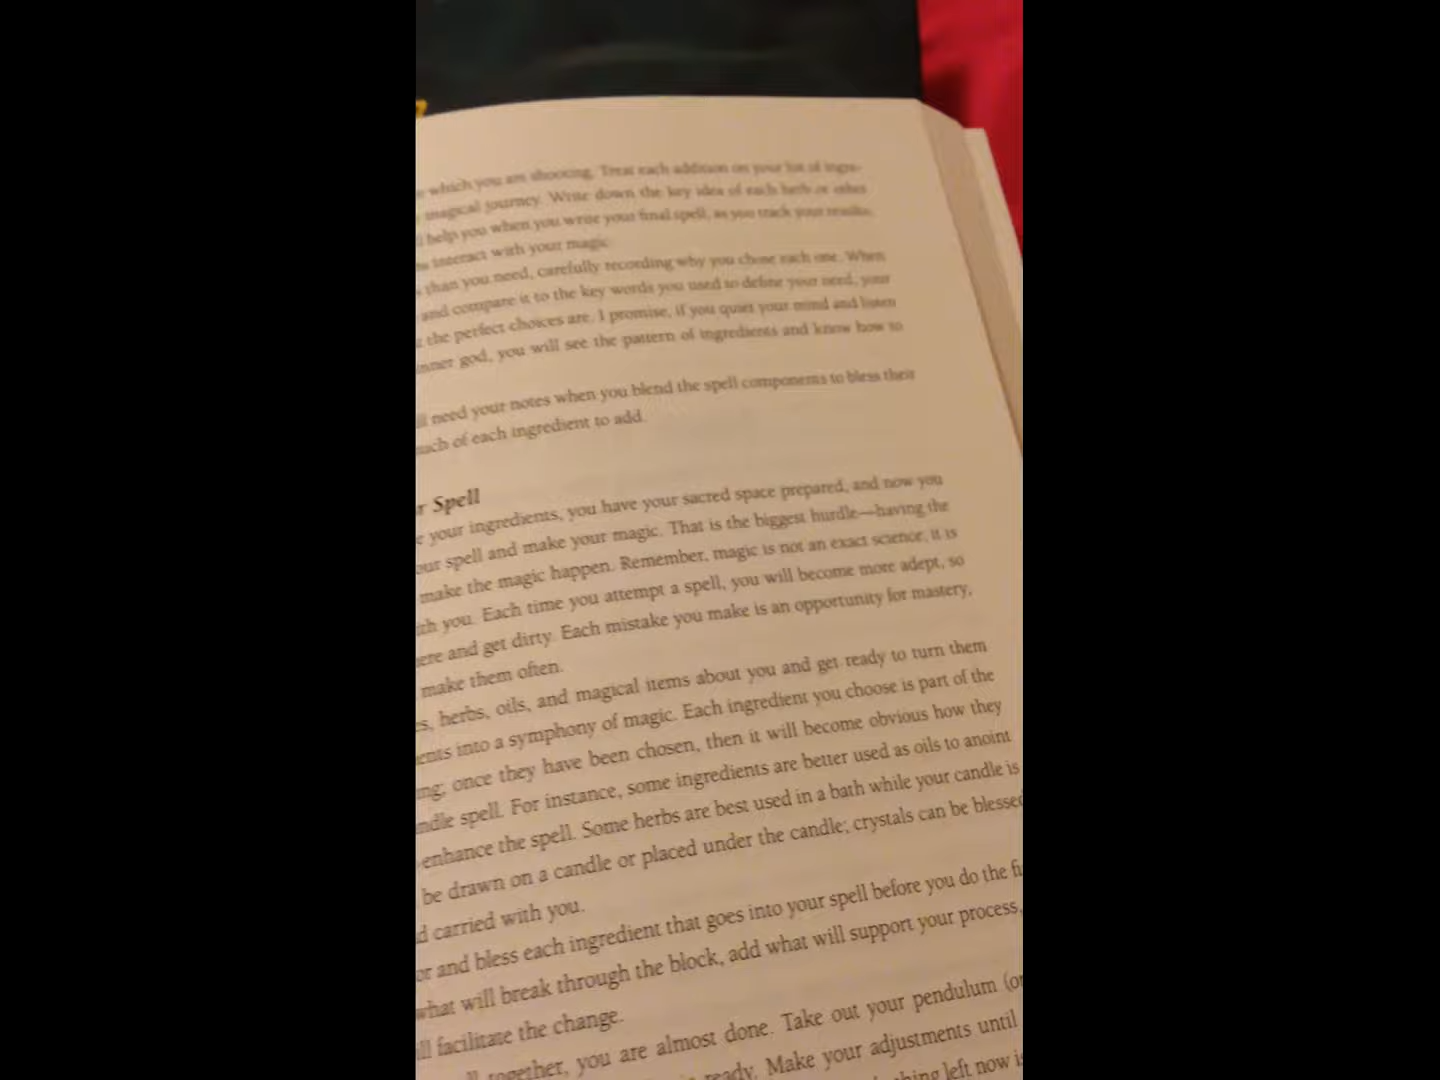 which you are shooting. Treat each addition on your list of ingre-
magical journey. Write down the key idea of each herb or other
help you when you write your final spell, as you track your results,
interact with your magic.
than you need, carefully recording why you chose each one. When
and compare it to the key words you used to define your need, your
the perfect choices are. I promise, if you quiet your mind and listen
inner god, you will see the pattern of ingredients and know how to
need your notes when you blend the spell components to bless their
of each ingredient to add.
Spell
your ingredients, you have your sacred space prepared, and now you
spell and make your magic. That is the biggest hurdle—having the
make the magic happen. Remember, magic is not an exact science, it is
you. Each time you attempt a spell, you will become more adept, so
and get dirty. Each mistake you make is an opportunity for mastery,
make them often.
herbs, oils, and magical items about you and get ready to turn them
into a symphony of magic. Each ingredient you choose is part of the
once they have been chosen, then it will become obvious how they
spell. For instance, some ingredients are better used as oils to anoint
enhance the spell. Some herbs are best used in a bath while your candle is
be drawn on a candle or placed under the candle; crystals can be blessed
carried with you.
or and bless each ingredient that goes into your spell before you do the
what will break through the block, add what will support your process,
facilitate the change.
together, you are almost done. Take out your pendulum (or
ready. Make your adjustments until
left now is